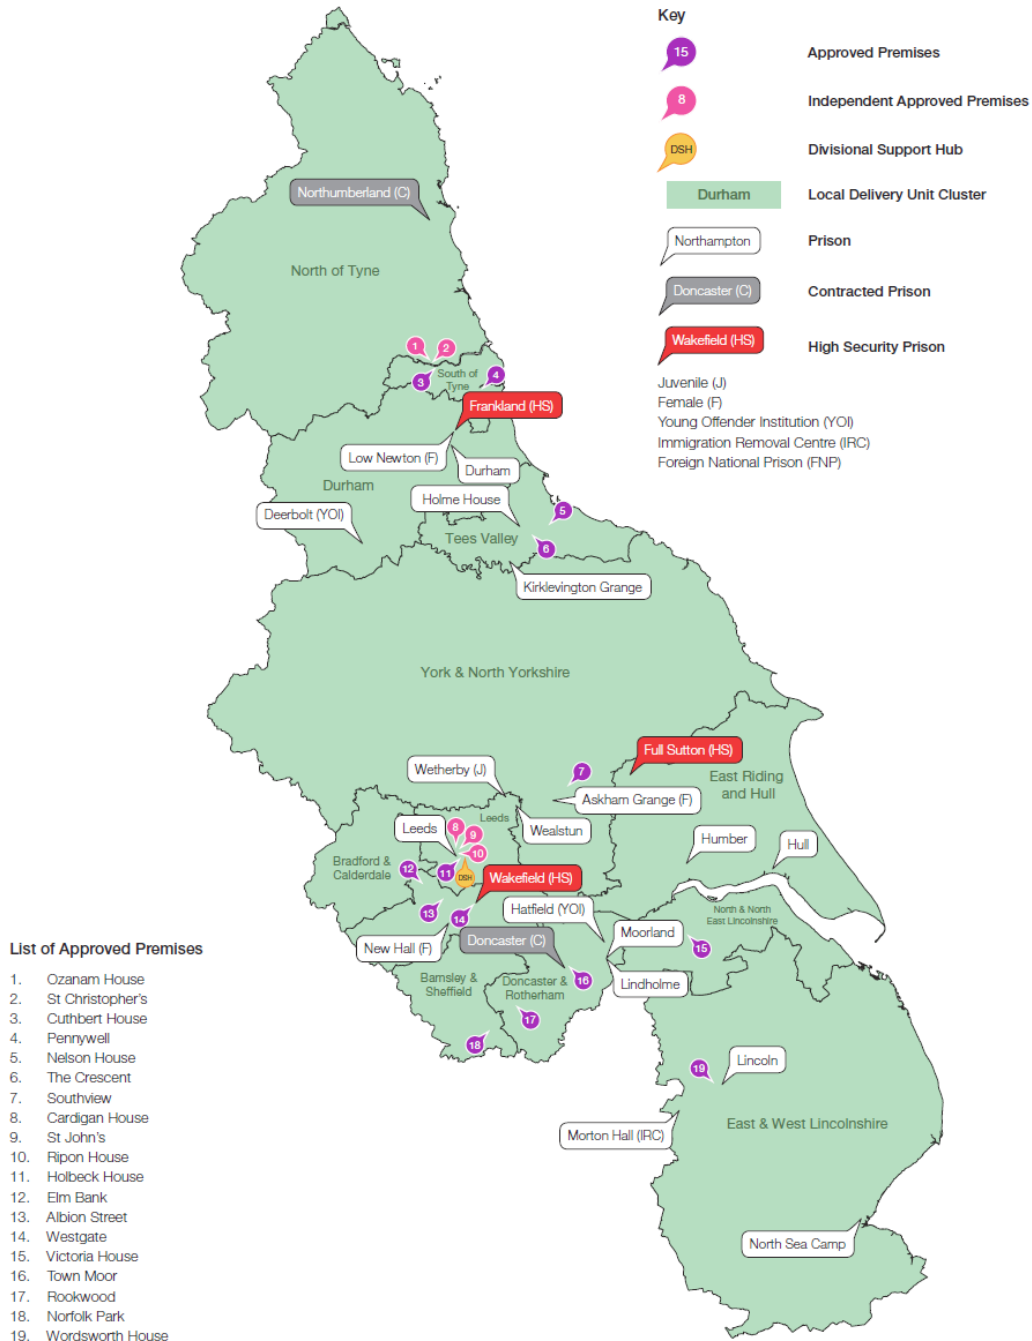 Key
15 Approved Premises
8 Independent Approved Premises
DSH Divisional Support Hub
Durham Local Delivery Unit Cluster
Northampton Prison
Doncaster (C) Contracted Prison
Wakefield (HS) High Security Prison
Juvenile (J)
Female (F)
Young Offender Institution (YOI)
Immigration Removal Centre (IRC)
Foreign National Prison (FNP)
Northumberland (C)
North of Tyne
1
2
3
South of
Tyne
4
Frankland (HS)
Low Newton (F)
Durham
Durham
Holme House
Deerbolt (YOI)
5
Tees Valley
6
Kirklevington Grange
York & North Yorkshire
Full Sutton (HS)
Wetherby (J)
7
East Riding
and Hull
Askham Grange (F)
Leeds
Leeds
8
9
10
Wealstun
Humber
Hull
Bradford &
Calderdale
12
11
DSH
Wakefield (HS)
13
14
Hatfield (YOI)
North & North
East Lincolnshire
New Hall (F)
Doncaster (C)
Moorland
15
Barnsley &
Sheffield
Doncaster &
Rotherham
16
Lindholme
17
18
19
Lincoln
Morton Hall (IRC)
East & West Lincolnshire
North Sea Camp
List of Approved Premises
1. Ozanam House
2. St Christopher's
3. Cuthbert House
4. Pennywell
5. Nelson House
6. The Crescent
7. Southview
8. Cardigan House
9. St John's
10. Ripon House
11. Holbeck House
12. Elm Bank
13. Albion Street
14. Westgate
15. Victoria House
16. Town Moor
17. Rookwood
18. Norfolk Park
19. Wordsworth House